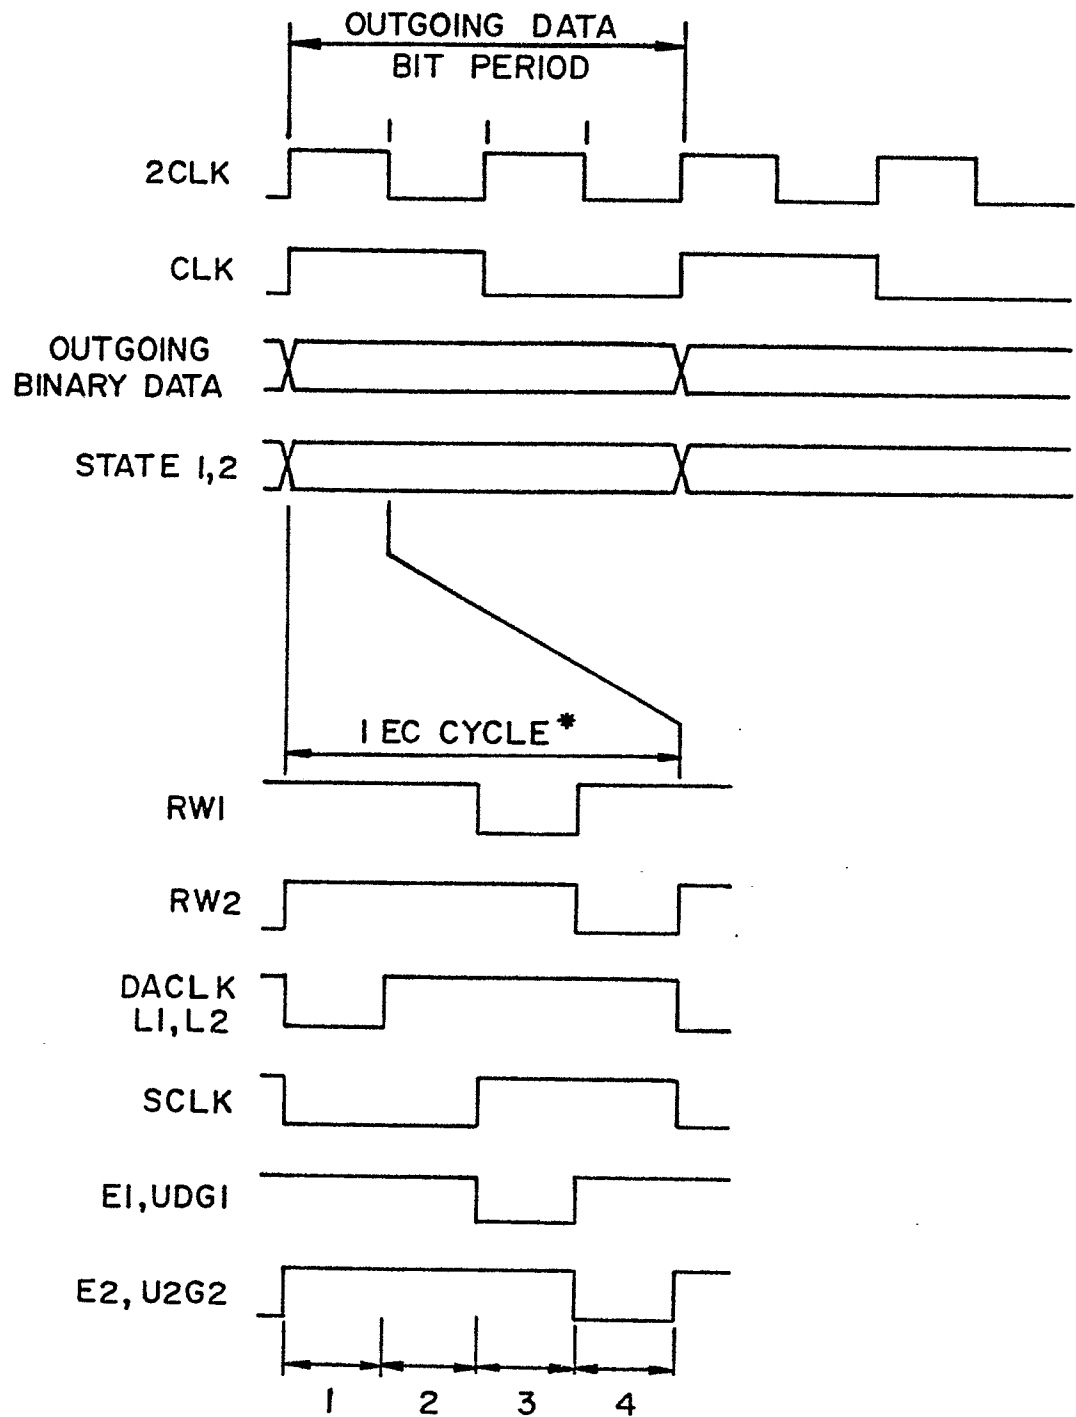 OUTGOING DATA
BIT PERIOD
2CLK
CLK
OUTGOING
BINARY DATA
STATE 1,2
1 EC CYCLE*
RW1
RW2
DACLK
L1,L2
SCLK
E1,UDG1
E2,U2G2
1 2 3 4